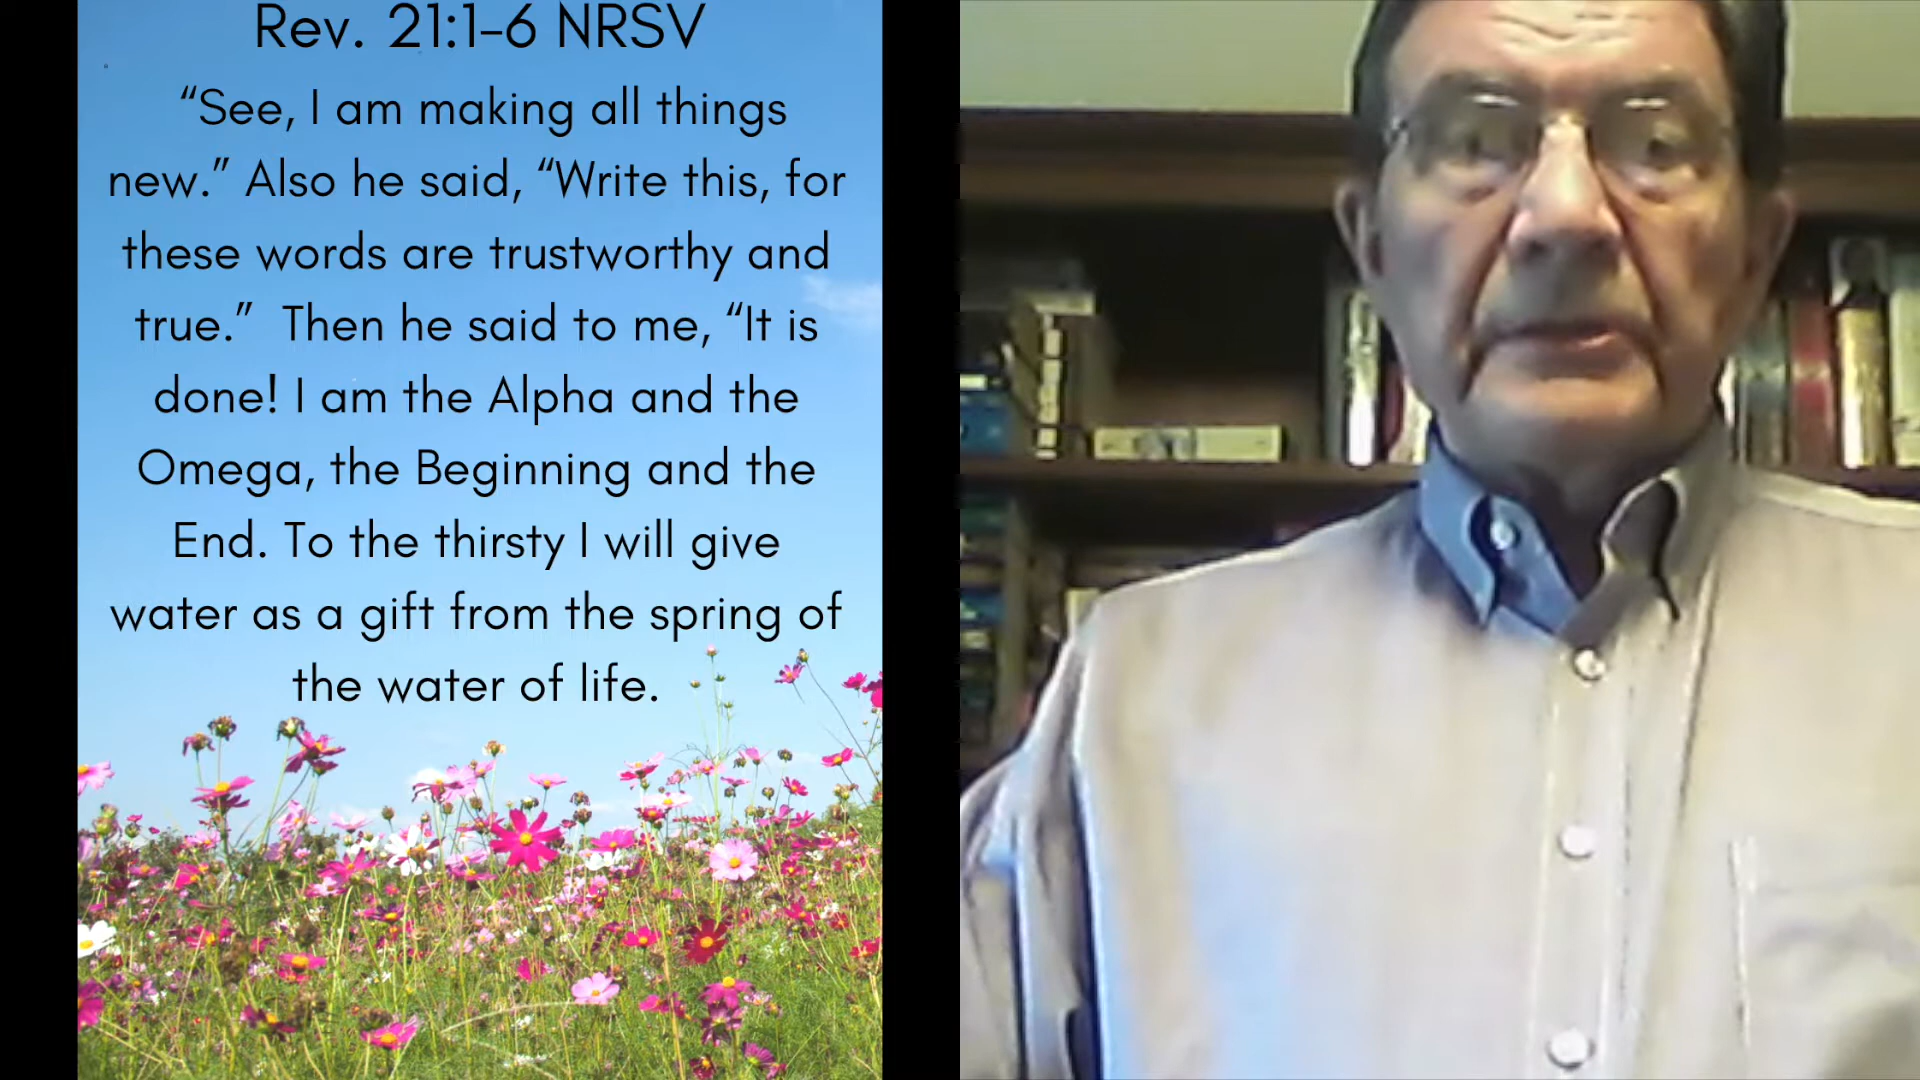 Rev. 21:1-6 NRSV
“See, I am making all things
new.” Also he said, “Write this, for
these words are trustworthy and
true.”  Then he said to me, “It is
done! I am the Alpha and the
Omega, the Beginning and the
End. To the thirsty I will give
water as a gift from the spring of
the water of life.